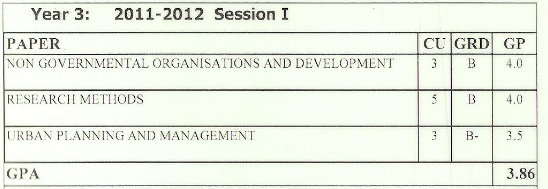 Year 3: 2011-2012 Session I
PAPER CU GRD GP
NON GOVERNMENTAL ORGANISATIONS AND DEVELOPMENT 3 B 4.0
RESEARCH METHODS 5 B 4.0
URBAN PLANNING AND MANAGEMENT 3 B- 3.5
GPA 3.86